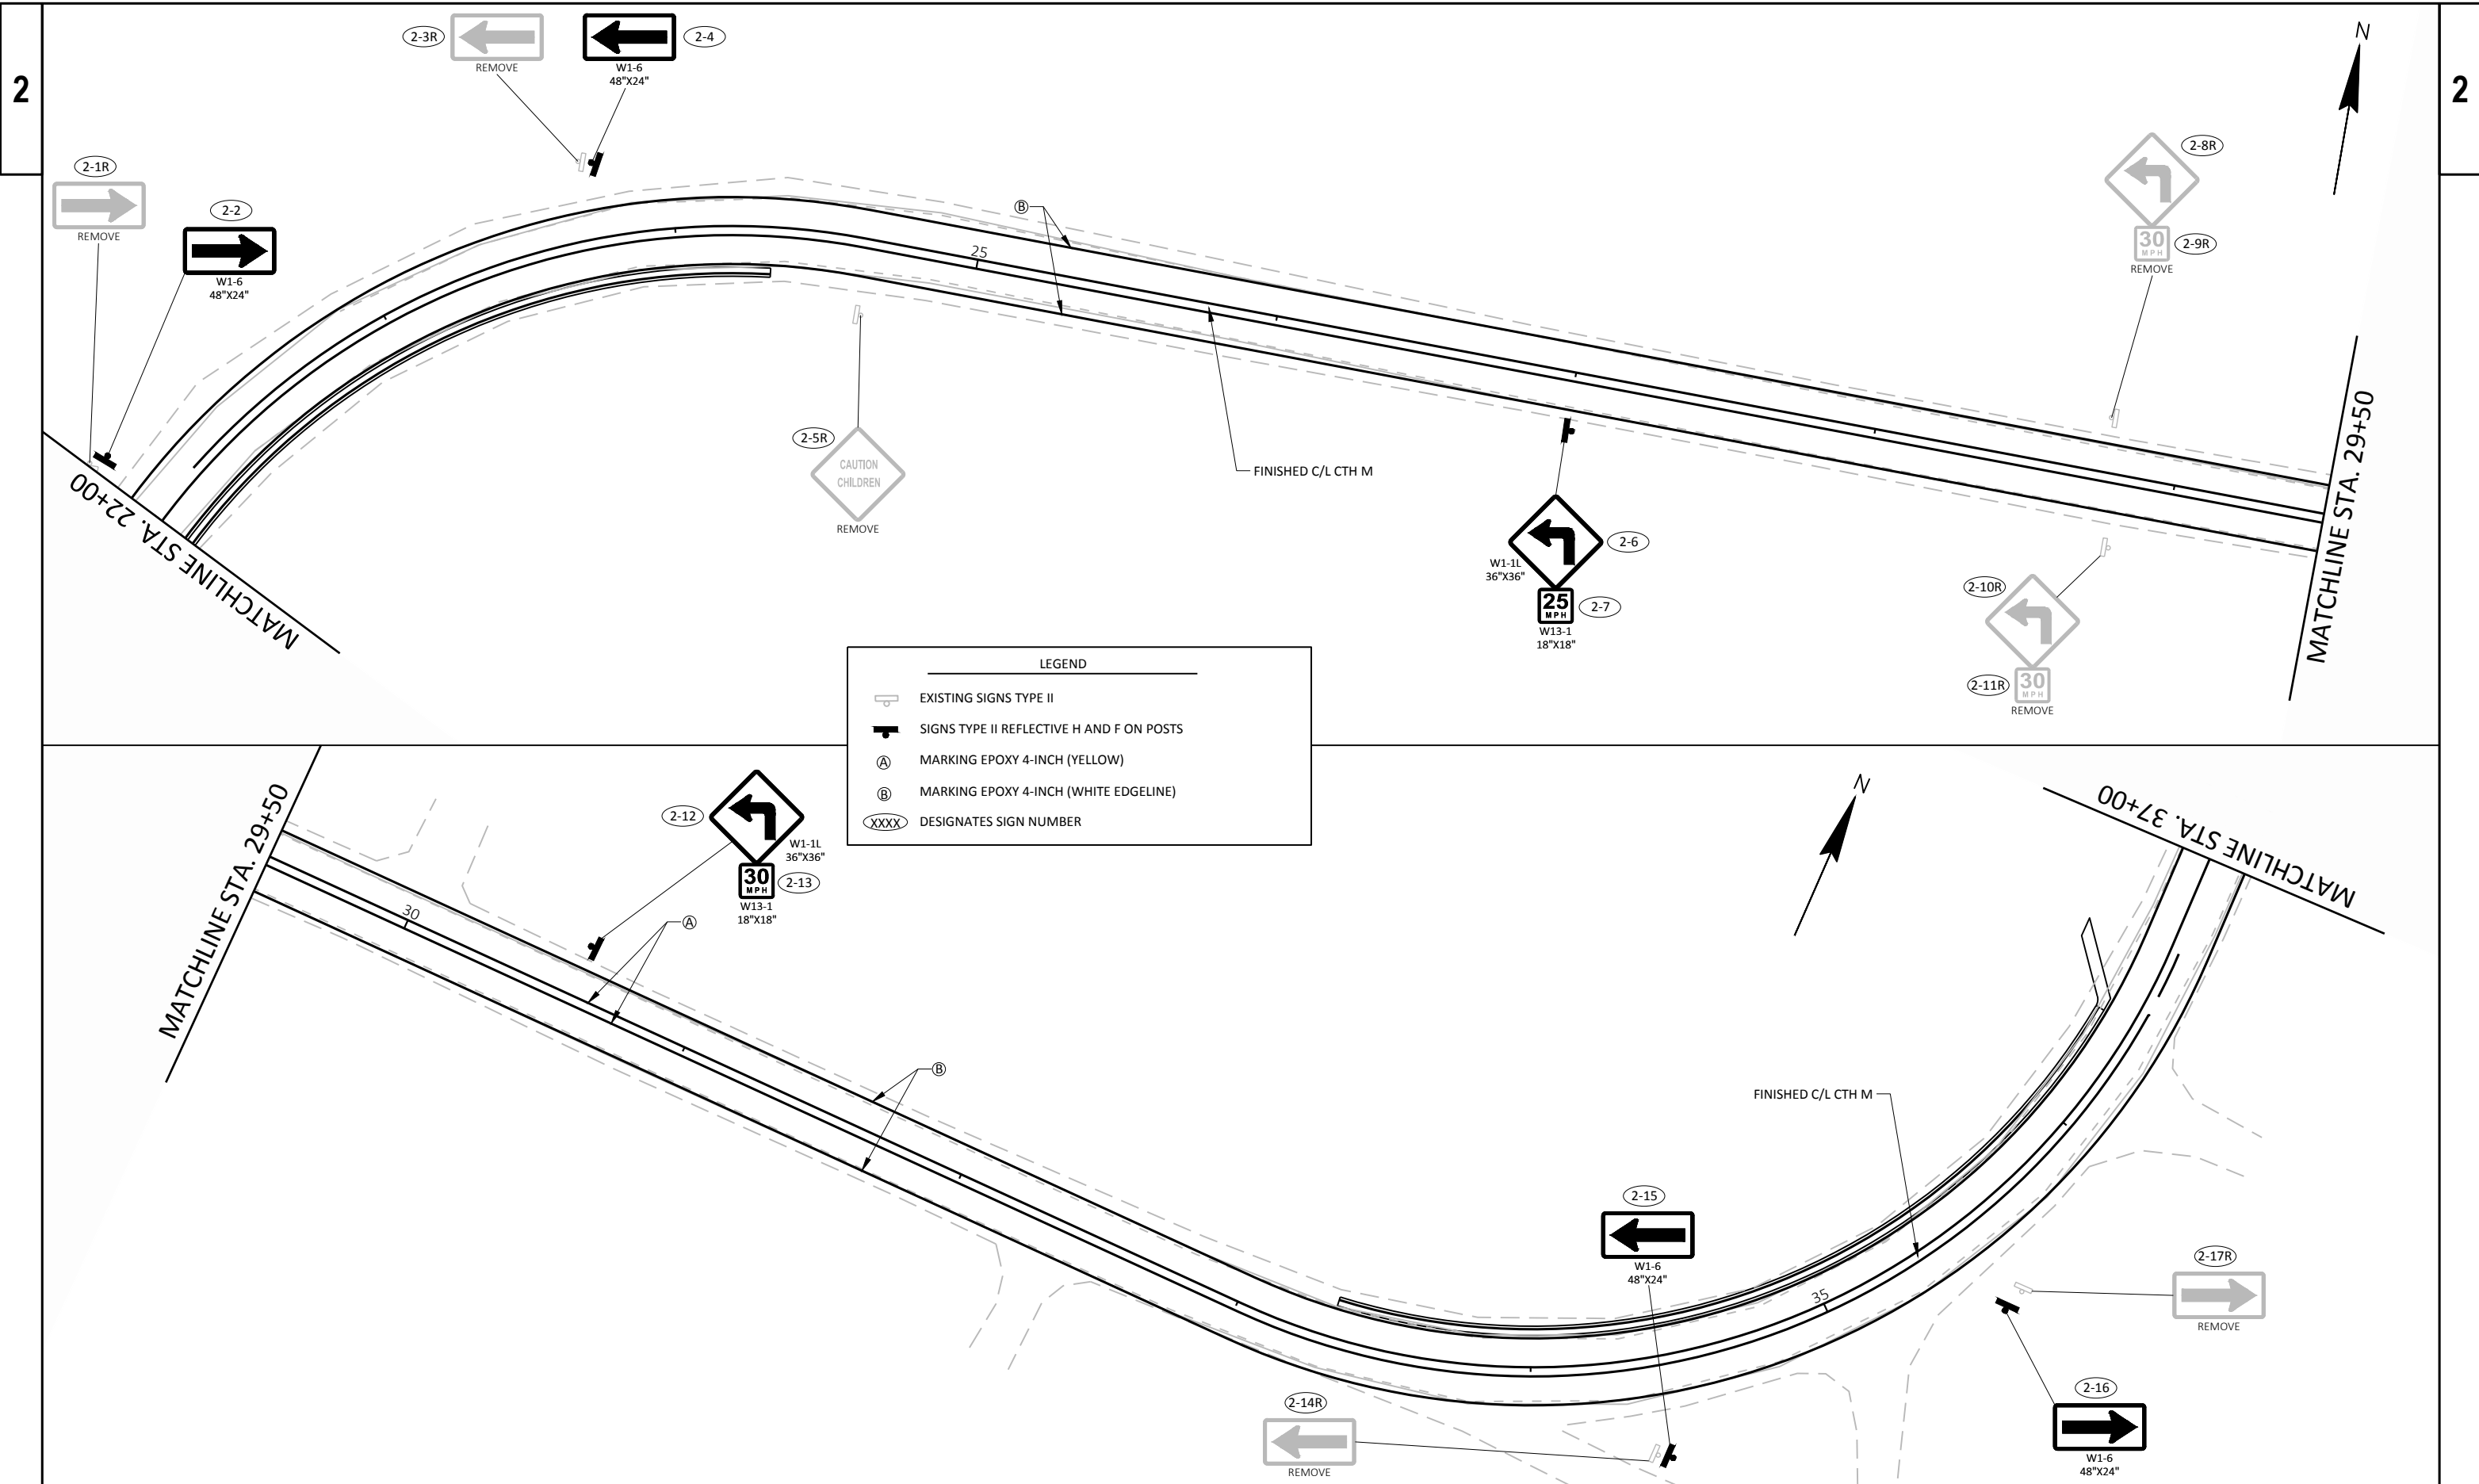 2
2
2-3R
REMOVE
2-4
W1-6
48"X24"
N
2-1R
REMOVE
2-2
W1-6
48"X24"
2-8R
30
MPH
2-9R
REMOVE
B
25
2-5R
CAUTION
CHILDREN
REMOVE
FINISHED C/L CTH M
MATCHLINE STA. 22+00
MATCHLINE STA. 29+50
W1-1L
36"X36"
2-6
25
MPH
2-7
W13-1
18"X18"
2-10R
2-11R
30
MPH
REMOVE
LEGEND
EXISTING SIGNS TYPE II
SIGNS TYPE II REFLECTIVE H AND F ON POSTS
A MARKING EPOXY 4-INCH (YELLOW)
B MARKING EPOXY 4-INCH (WHITE EDGELINE)
XXXX DESIGNATES SIGN NUMBER
MATCHLINE STA. 29+50
2-12
W1-1L
36"X36"
30
MPH
2-13
W13-1
18"X18"
N
MATCHLINE STA. 37+00
30
A
B
FINISHED C/L CTH M
2-15
W1-6
48"X24"
35
2-17R
REMOVE
2-14R
REMOVE
2-16
W1-6
48"X24"